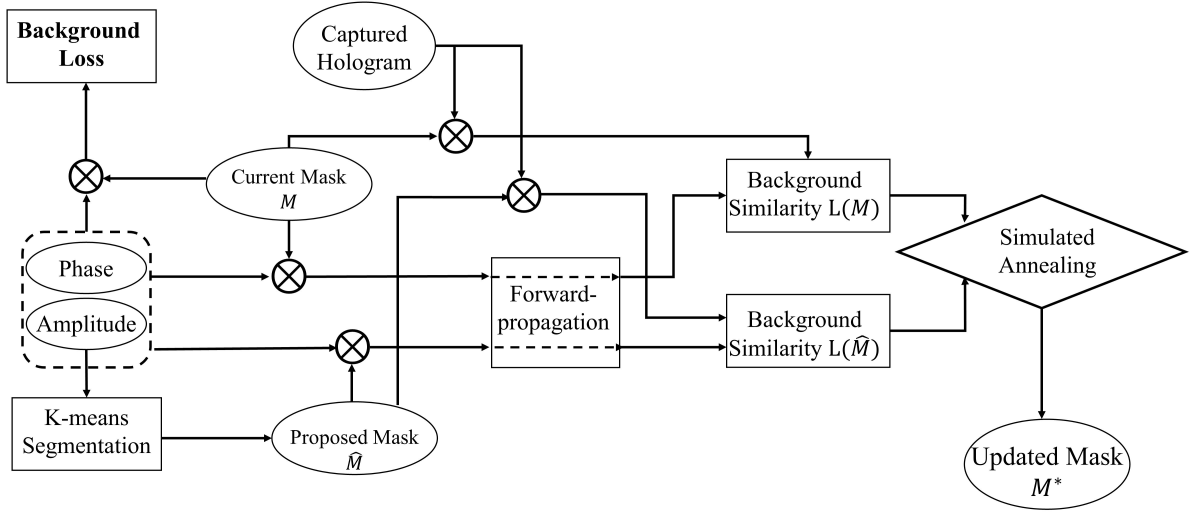 Background
Loss
Captured
Hologram
Current Mask
M
Background
Similarity L(M)
Simulated
Annealing
Phase
Amplitude
Forward-
propagation
Background
Similarity L(M̂)
K-means
Segmentation
Proposed Mask
M̂
Updated Mask
M*